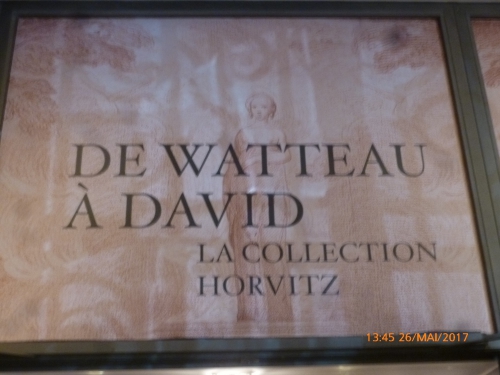 DE WATTEAU
À DAVID
LA COLLECTION
HORVITZ
13:45 26/MAI/2017